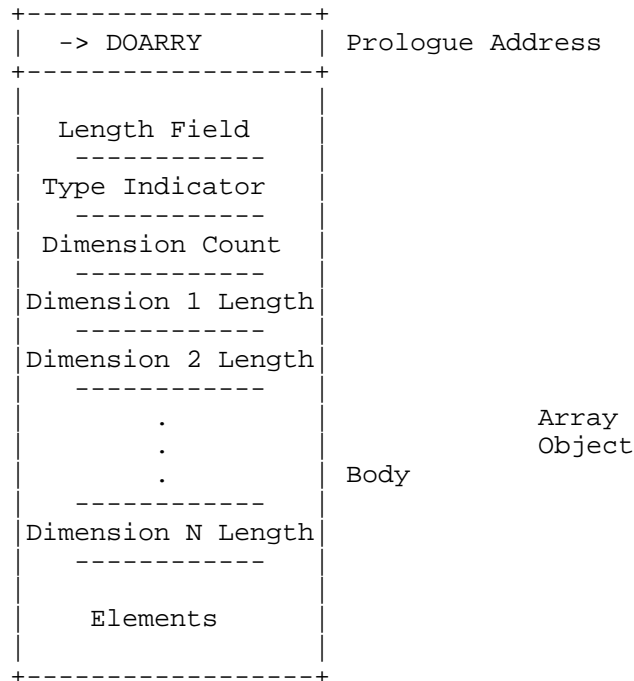 -> DOARRY Prologue Address
Length Field
Type Indicator
Dimension Count
Dimension 1 Length
Dimension 2 Length
. Array
. Object
. Body
Dimension N Length
Elements